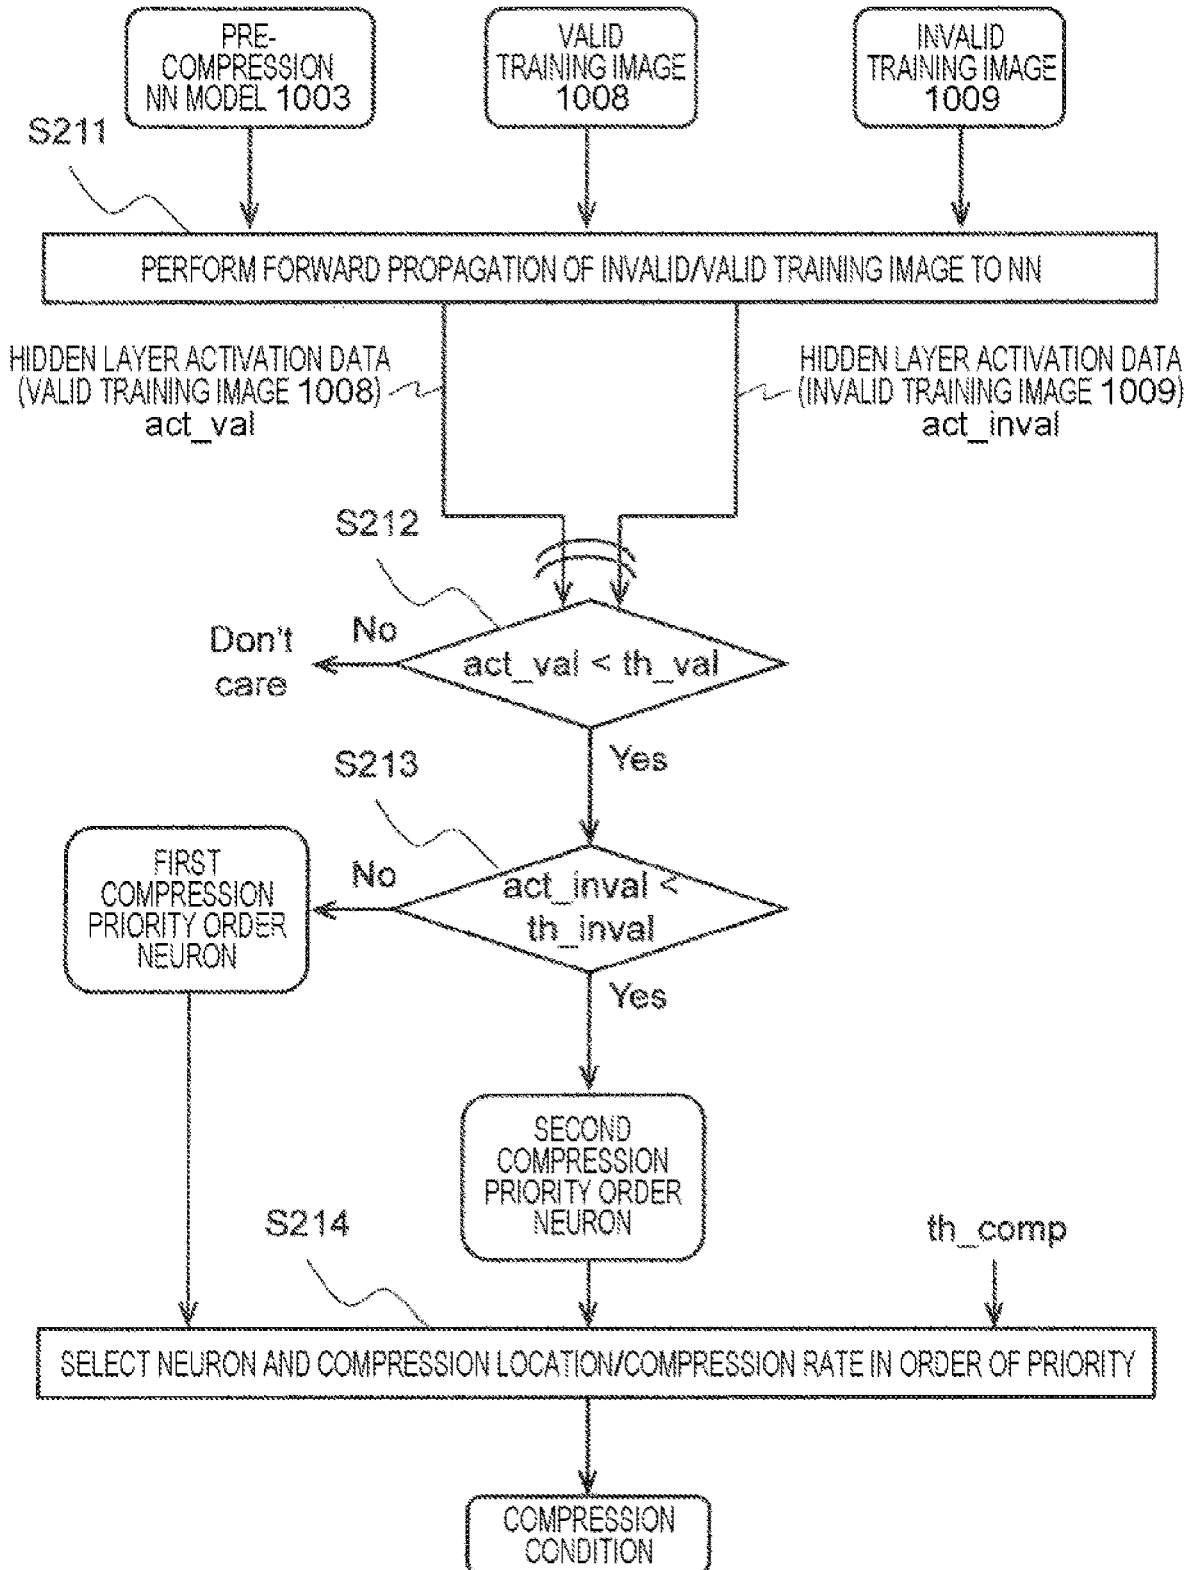 PRE-
COMPRESSION
NN MODEL 1003
VALID
TRAINING IMAGE
1008
INVALID
TRAINING IMAGE
1009
S211
PERFORM FORWARD PROPAGATION OF INVALID/VALID TRAINING IMAGE TO NN
HIDDEN LAYER ACTIVATION DATA
(VALID TRAINING IMAGE 1008)
act_val
HIDDEN LAYER ACTIVATION DATA
(INVALID TRAINING IMAGE 1009)
act_inval
S212
Don't
care
No
act_val < th_val
Yes
S213
FIRST
COMPRESSION
PRIORITY ORDER
NEURON
No
act_inval <
th_inval
Yes
SECOND
COMPRESSION
PRIORITY ORDER
NEURON
S214
th_comp
SELECT NEURON AND COMPRESSION LOCATION/COMPRESSION RATE IN ORDER OF PRIORITY
COMPRESSION
CONDITION